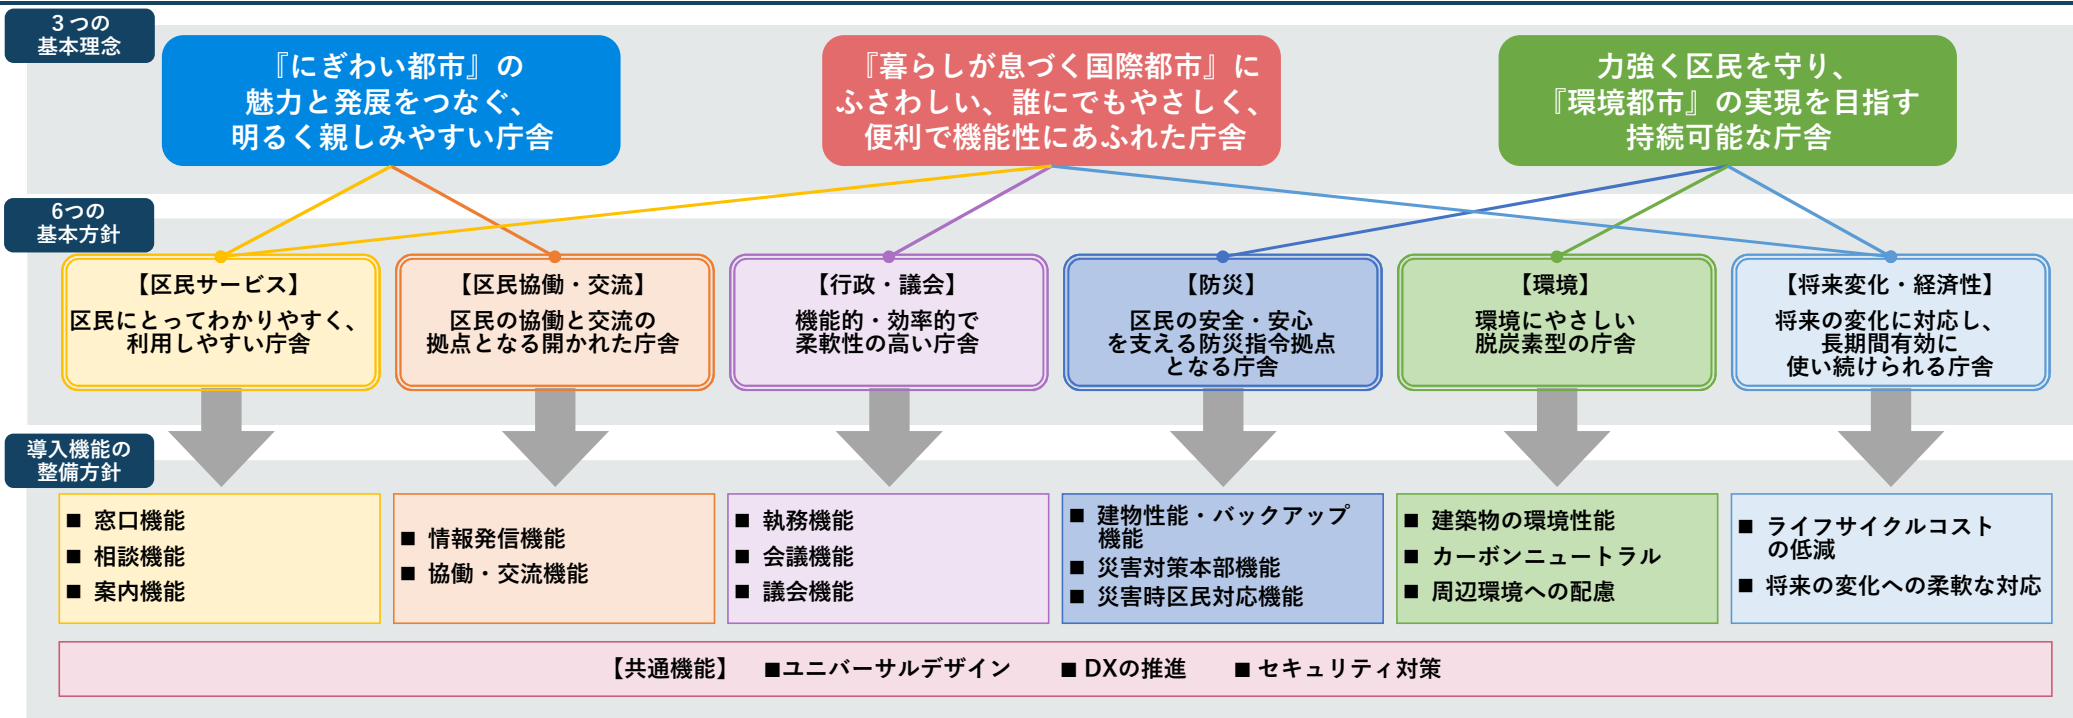 3つの
基本理念
『にぎわい都市』の
魅力と発展をつなぐ、
明るく親しみやすい庁舎
『暮らしが息づく国際都市』に
ふさわしい、誰にでもやさしく、
便利で機能性にあふれた庁舎
力強く区民を守り、
『環境都市』の実現を目指す
持続可能な庁舎
6つの
基本方針
【区民サービス】
区民にとってわかりやすく、
利用しやすい庁舎
【区民協働・交流】
区民の協働と交流の
拠点となる開かれた庁舎
【行政・議会】
機能的・効率的で
柔軟性の高い庁舎
【防災】
区民の安全・安心
を支える防災指令拠点
となる庁舎
【環境】
環境にやさしい
脱炭素型の庁舎
【将来変化・経済性】
将来の変化に対応し、
長期間有効に
使い続けられる庁舎
導入機能の
整備方針
■ 窓口機能
■ 相談機能
■ 案内機能
■ 情報発信機能
■ 協働・交流機能
■ 執務機能
■ 会議機能
■ 議会機能
■ 建物性能・バックアップ
機能
■ 災害対策本部機能
■ 災害時区民対応機能
■ 建築物の環境性能
■ カーボンニュートラル
■ 周辺環境への配慮
■ ライフサイクルコスト
の低減
■ 将来の変化への柔軟な対応
【共通機能】 ■ユニバーサルデザイン ■ DXの推進 ■ セキュリティ対策